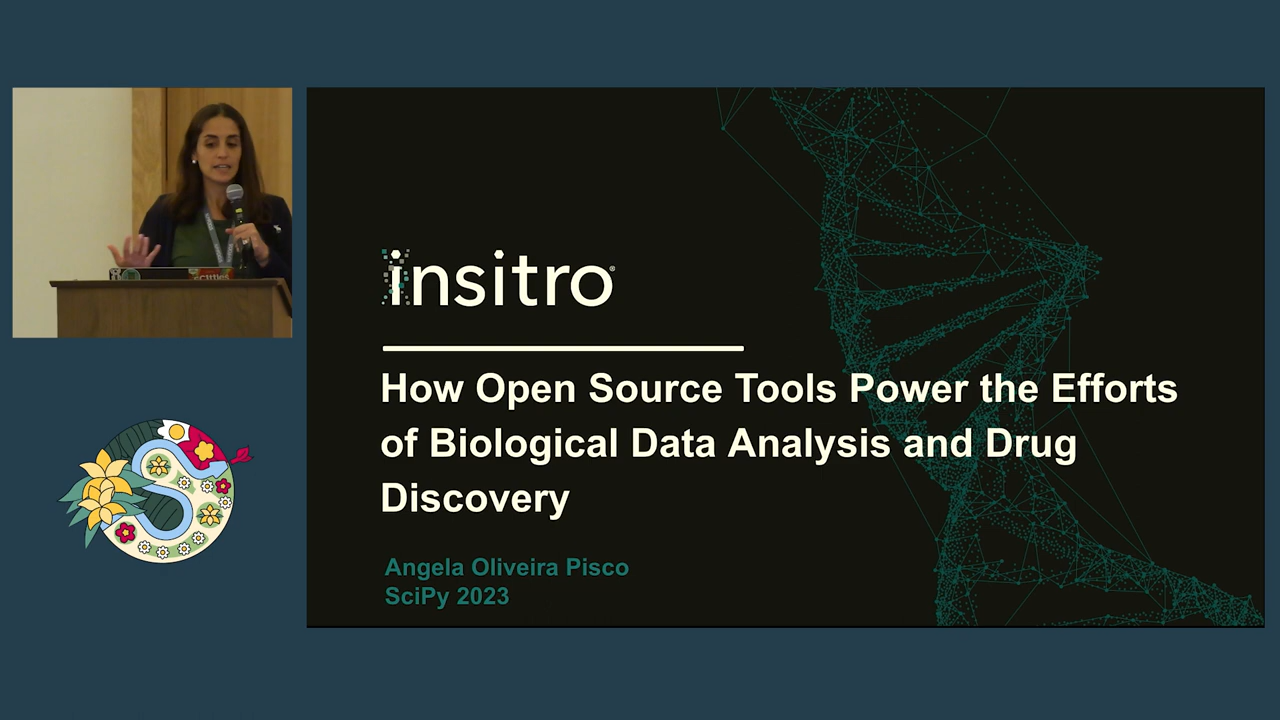 insitro®
How Open Source Tools Power the Efforts
of Biological Data Analysis and Drug
Discovery
Angela Oliveira Pisco
SciPy 2023